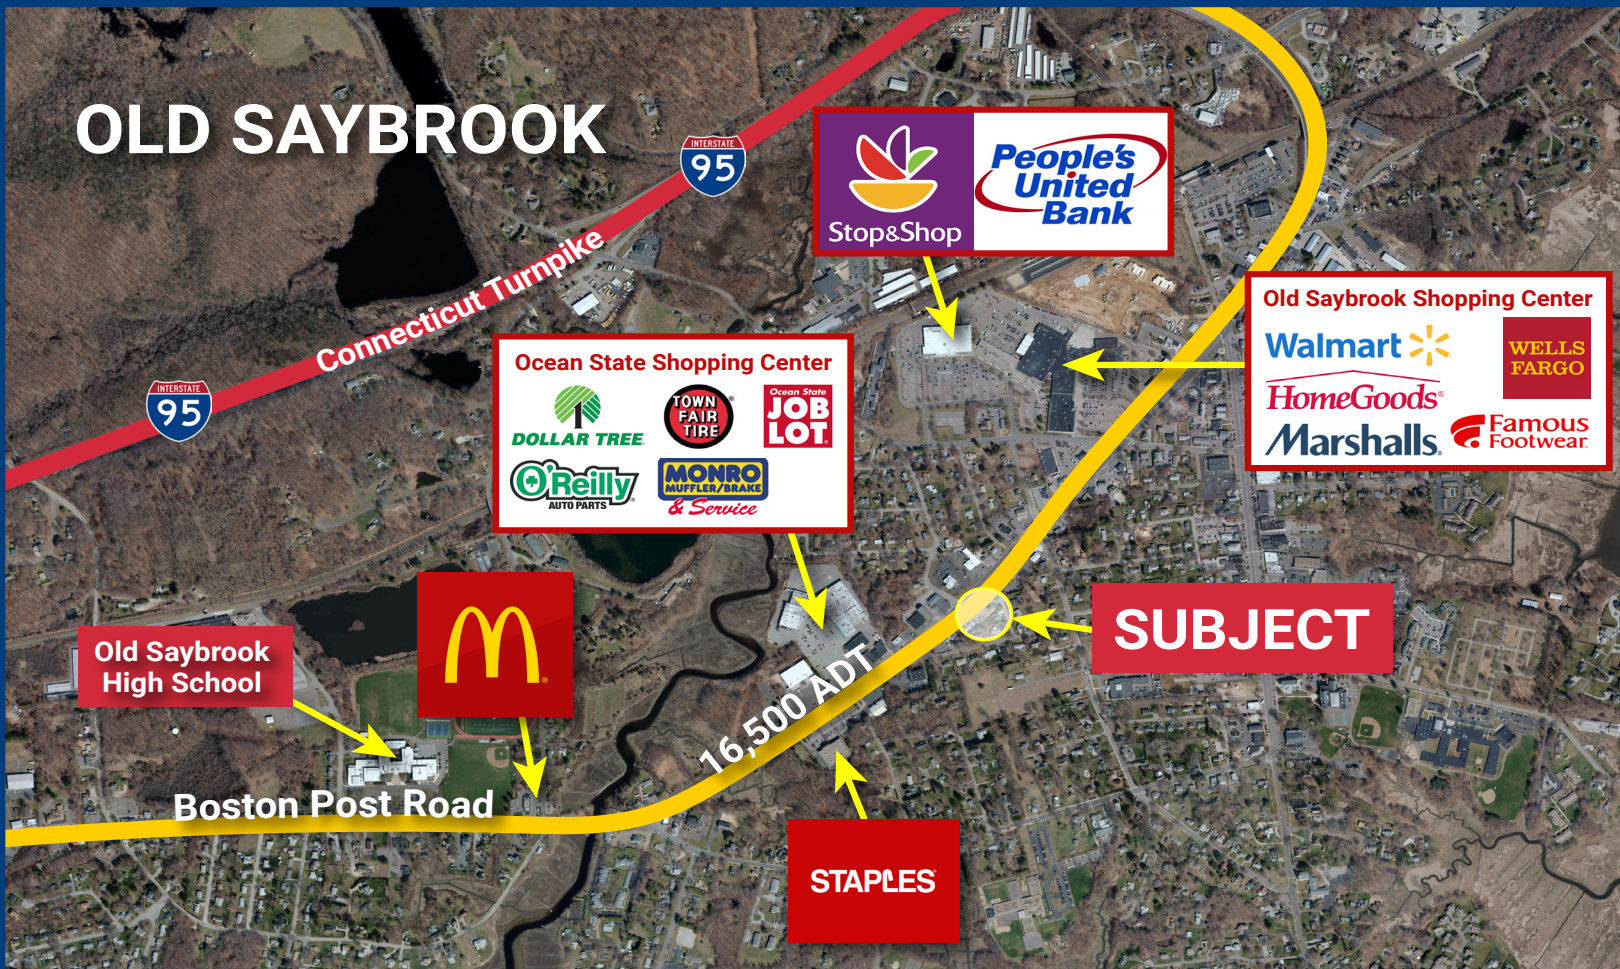 OLD SAYBROOK
INTERSTATE
95
Connecticut Turnpike
INTERSTATE
95
Stop&Shop
People's
United
Bank
Old Saybrook Shopping Center
Walmart
WELLS
FARGO
HomeGoods®
Marshalls.
Famous
Footwear
Ocean State Shopping Center
DOLLAR TREE
TOWN
FAIR
TIRE
Ocean State
JOB
LOT
O'Reilly
AUTO PARTS
MONRO
MUFFLER/BRAKE
& Service
SUBJECT
Old Saybrook
High School
16,500 ADT
Boston Post Road
STAPLES